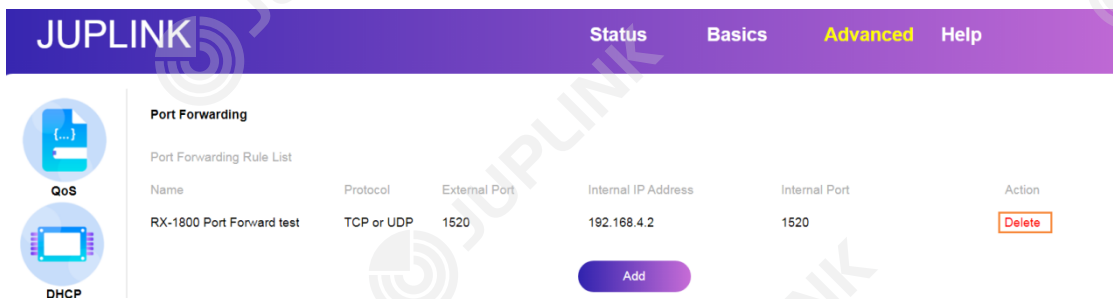 JUPLINK Status Basics Advanced Help
Port Forwarding
{...}
Port Forwarding Rule List
QoS
Name Protocol External Port Internal IP Address Internal Port Action
RX-1800 Port Forward test TCP or UDP 1520 192.168.4.2 1520 Delete
Add
DHCP
JUPLINK